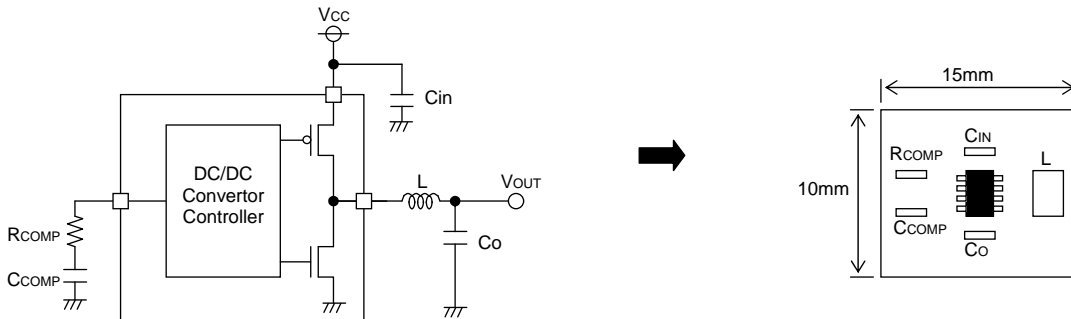 VCC
Cin
DC/DC
Convertor
Controller
L
VOUT
RCOMP
Co
CCOMP
15mm
10mm
CIN
RCOMP
L
CCOMP
CO